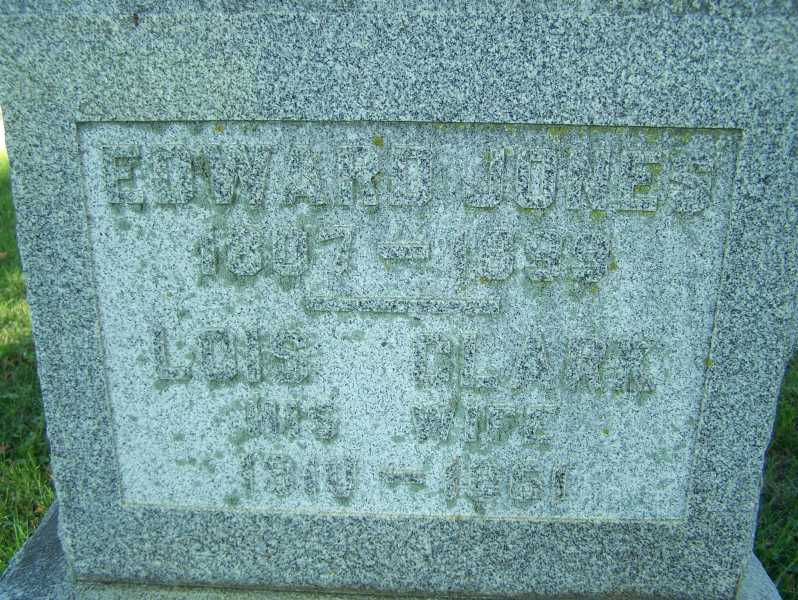 EDWARD JONES
1807 – 1899
LOIS CLARK
HIS WIFE
1810 – 1861